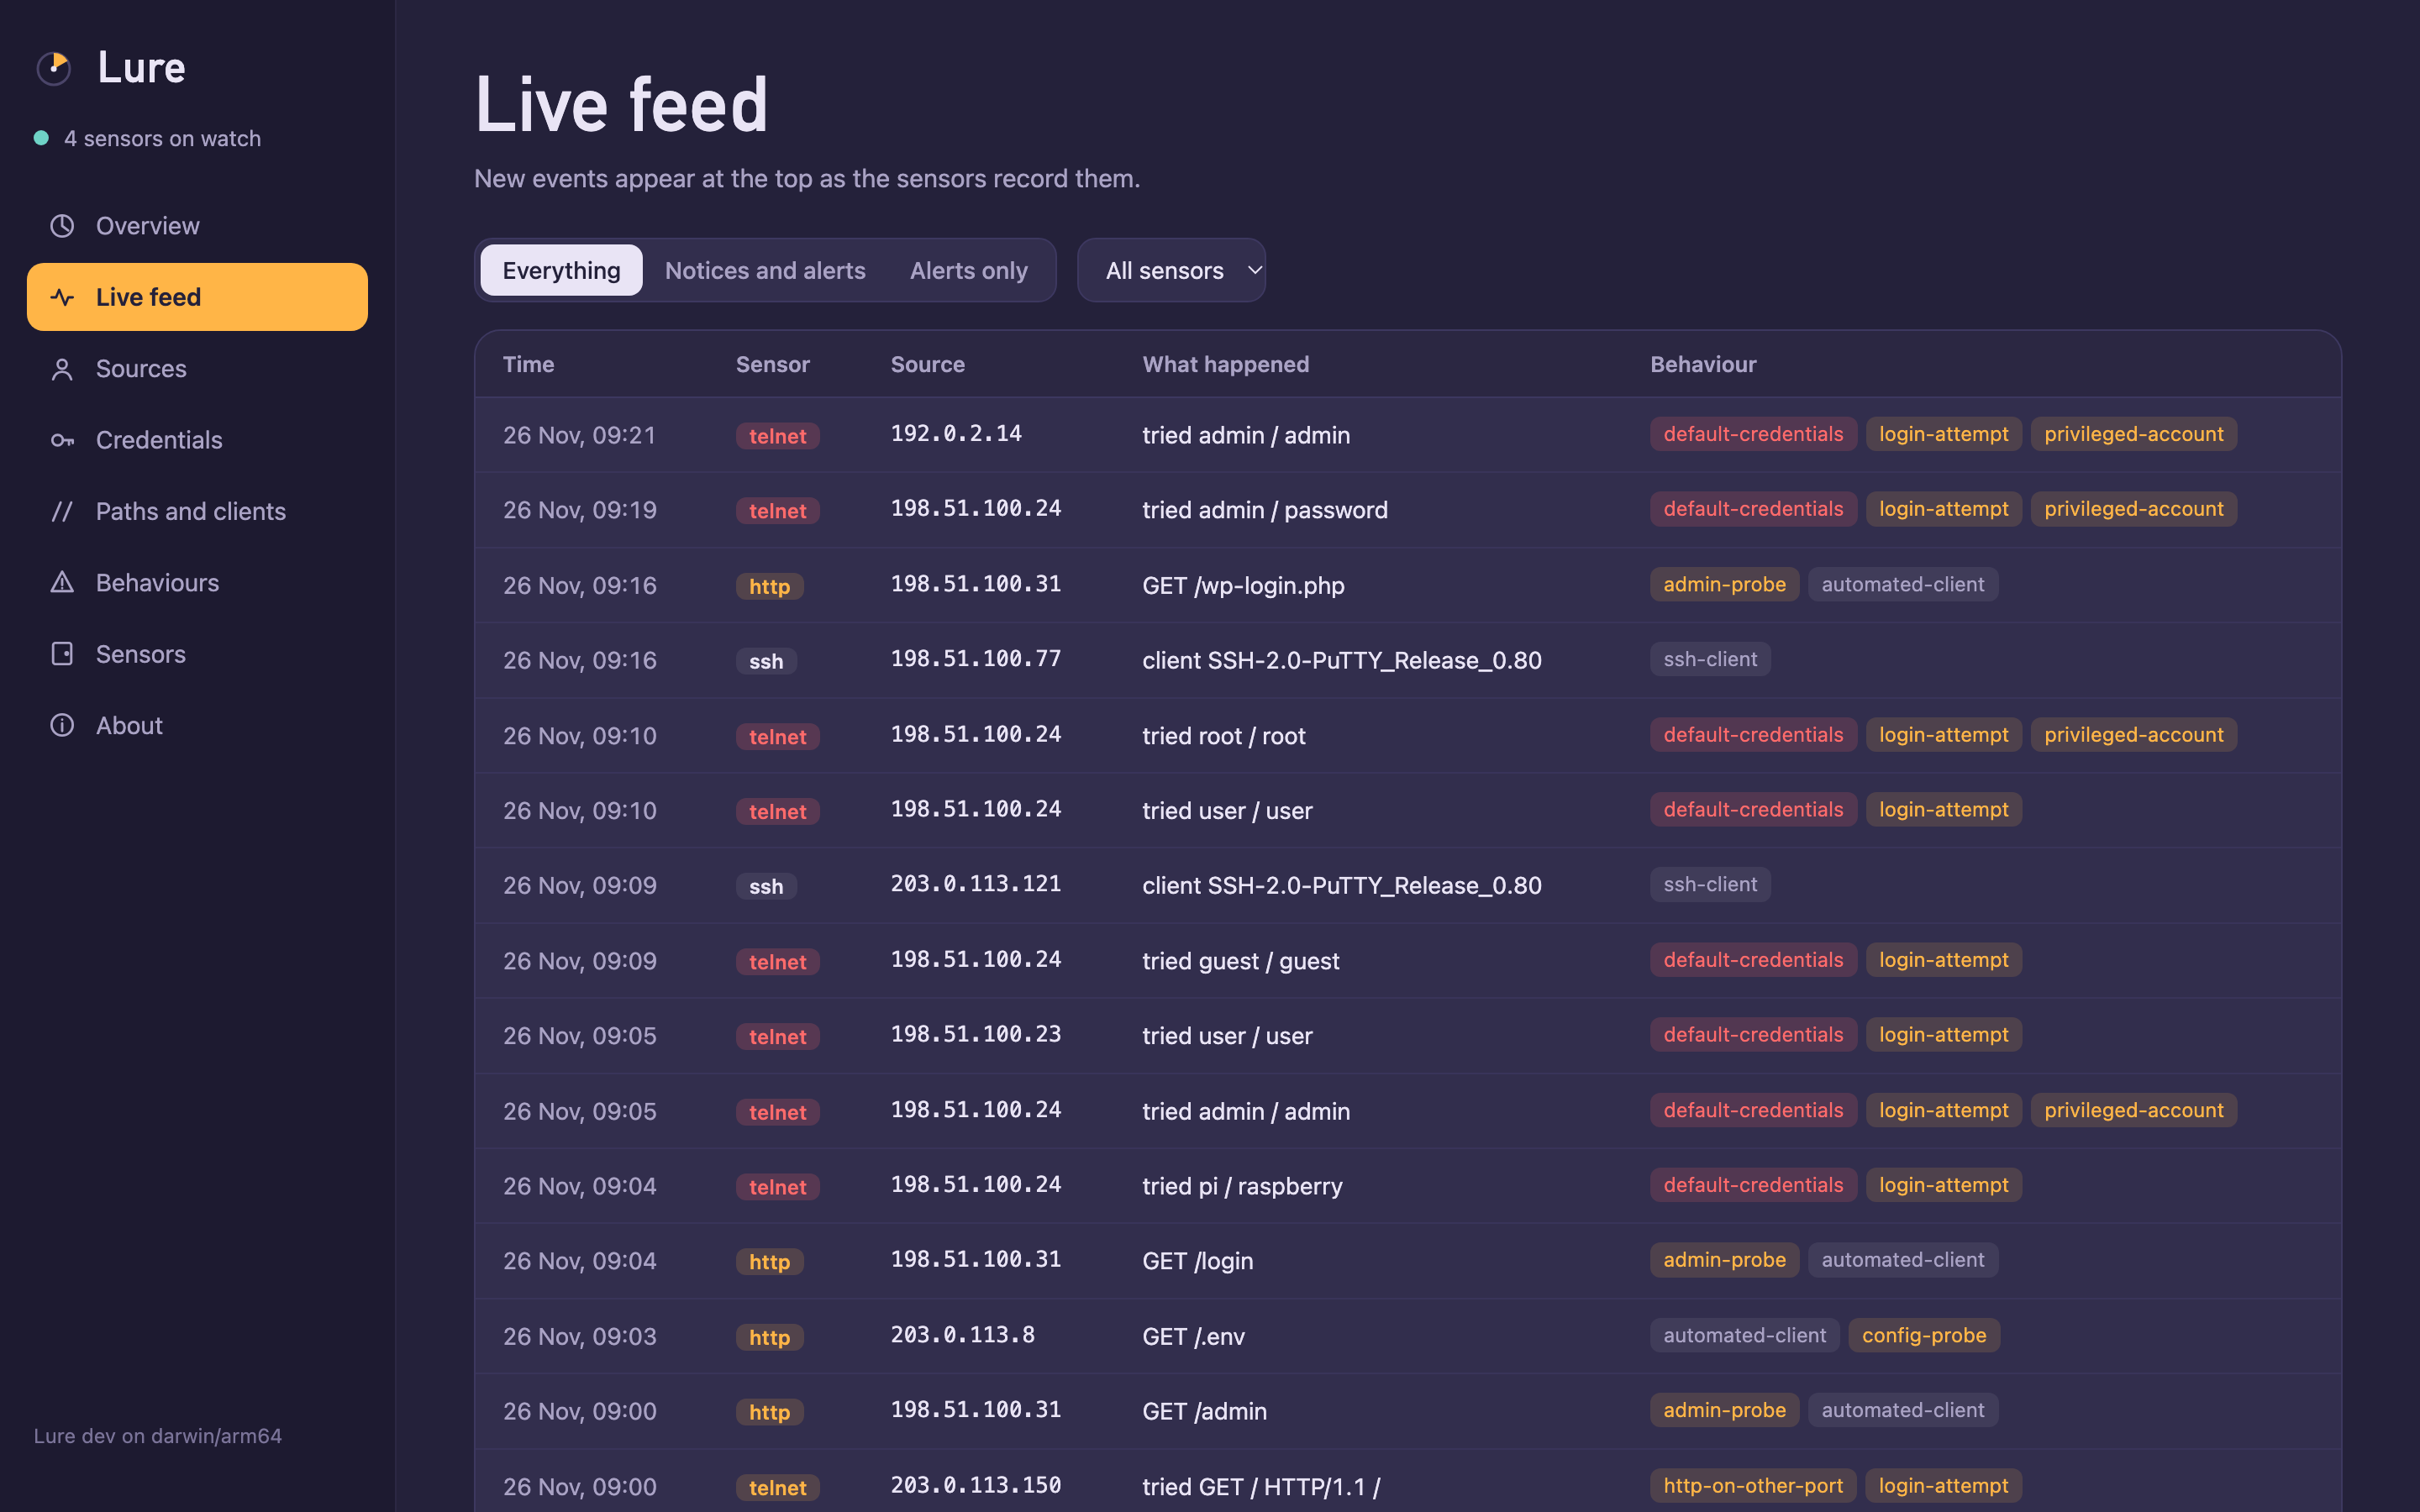 Lure
4 sensors on watch
Overview
Live feed
Sources
Credentials
// Paths and clients
Behaviours
Sensors
About
Lure dev on darwin/arm64
Live feed
New events appear at the top as the sensors record them.
Everything Notices and alerts Alerts only All sensors
Time Sensor Source What happened Behaviour
26 Nov, 09:21 telnet 192.0.2.14 tried admin / admin default-credentials login-attempt privileged-account
26 Nov, 09:19 telnet 198.51.100.24 tried admin / password default-credentials login-attempt privileged-account
26 Nov, 09:16 http 198.51.100.31 GET /wp-login.php admin-probe automated-client
26 Nov, 09:16 ssh 198.51.100.77 client SSH-2.0-PuTTY_Release_0.80 ssh-client
26 Nov, 09:10 telnet 198.51.100.24 tried root / root default-credentials login-attempt privileged-account
26 Nov, 09:10 telnet 198.51.100.24 tried user / user default-credentials login-attempt
26 Nov, 09:09 ssh 203.0.113.121 client SSH-2.0-PuTTY_Release_0.80 ssh-client
26 Nov, 09:09 telnet 198.51.100.24 tried guest / guest default-credentials login-attempt
26 Nov, 09:05 telnet 198.51.100.23 tried user / user default-credentials login-attempt
26 Nov, 09:05 telnet 198.51.100.24 tried admin / admin default-credentials login-attempt privileged-account
26 Nov, 09:04 telnet 198.51.100.24 tried pi / raspberry default-credentials login-attempt
26 Nov, 09:04 http 198.51.100.31 GET /login admin-probe automated-client
26 Nov, 09:03 http 203.0.113.8 GET /.env automated-client config-probe
26 Nov, 09:00 http 198.51.100.31 GET /admin admin-probe automated-client
26 Nov, 09:00 telnet 203.0.113.150 tried GET / HTTP/1.1 / http-on-other-port login-attempt